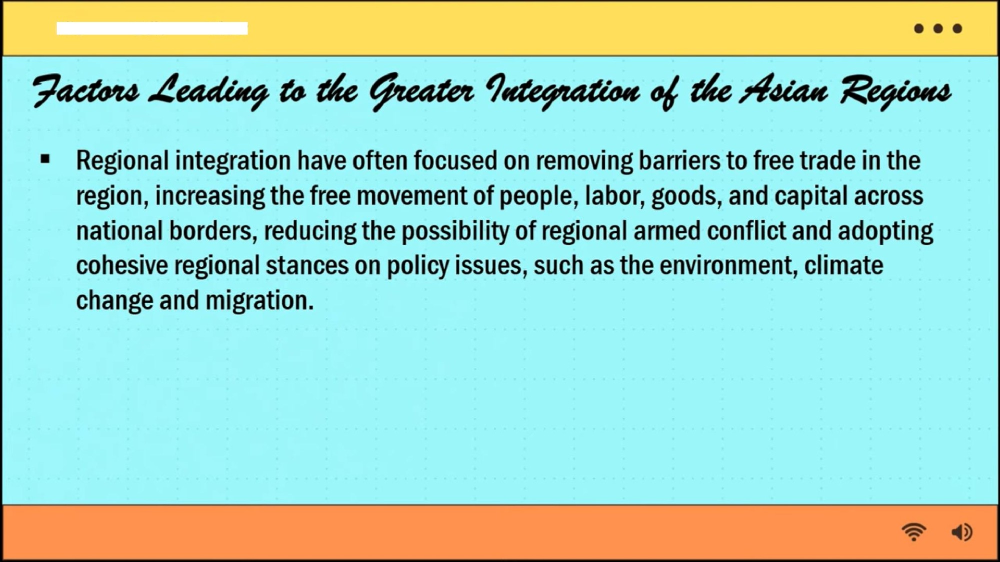 Factors Leading to the Greater Integration of the Asian Regions
▪ Regional integration have often focused on removing barriers to free trade in the
region, increasing the free movement of people, labor, goods, and capital across
national borders, reducing the possibility of regional armed conflict and adopting
cohesive regional stances on policy issues, such as the environment, climate
change and migration.